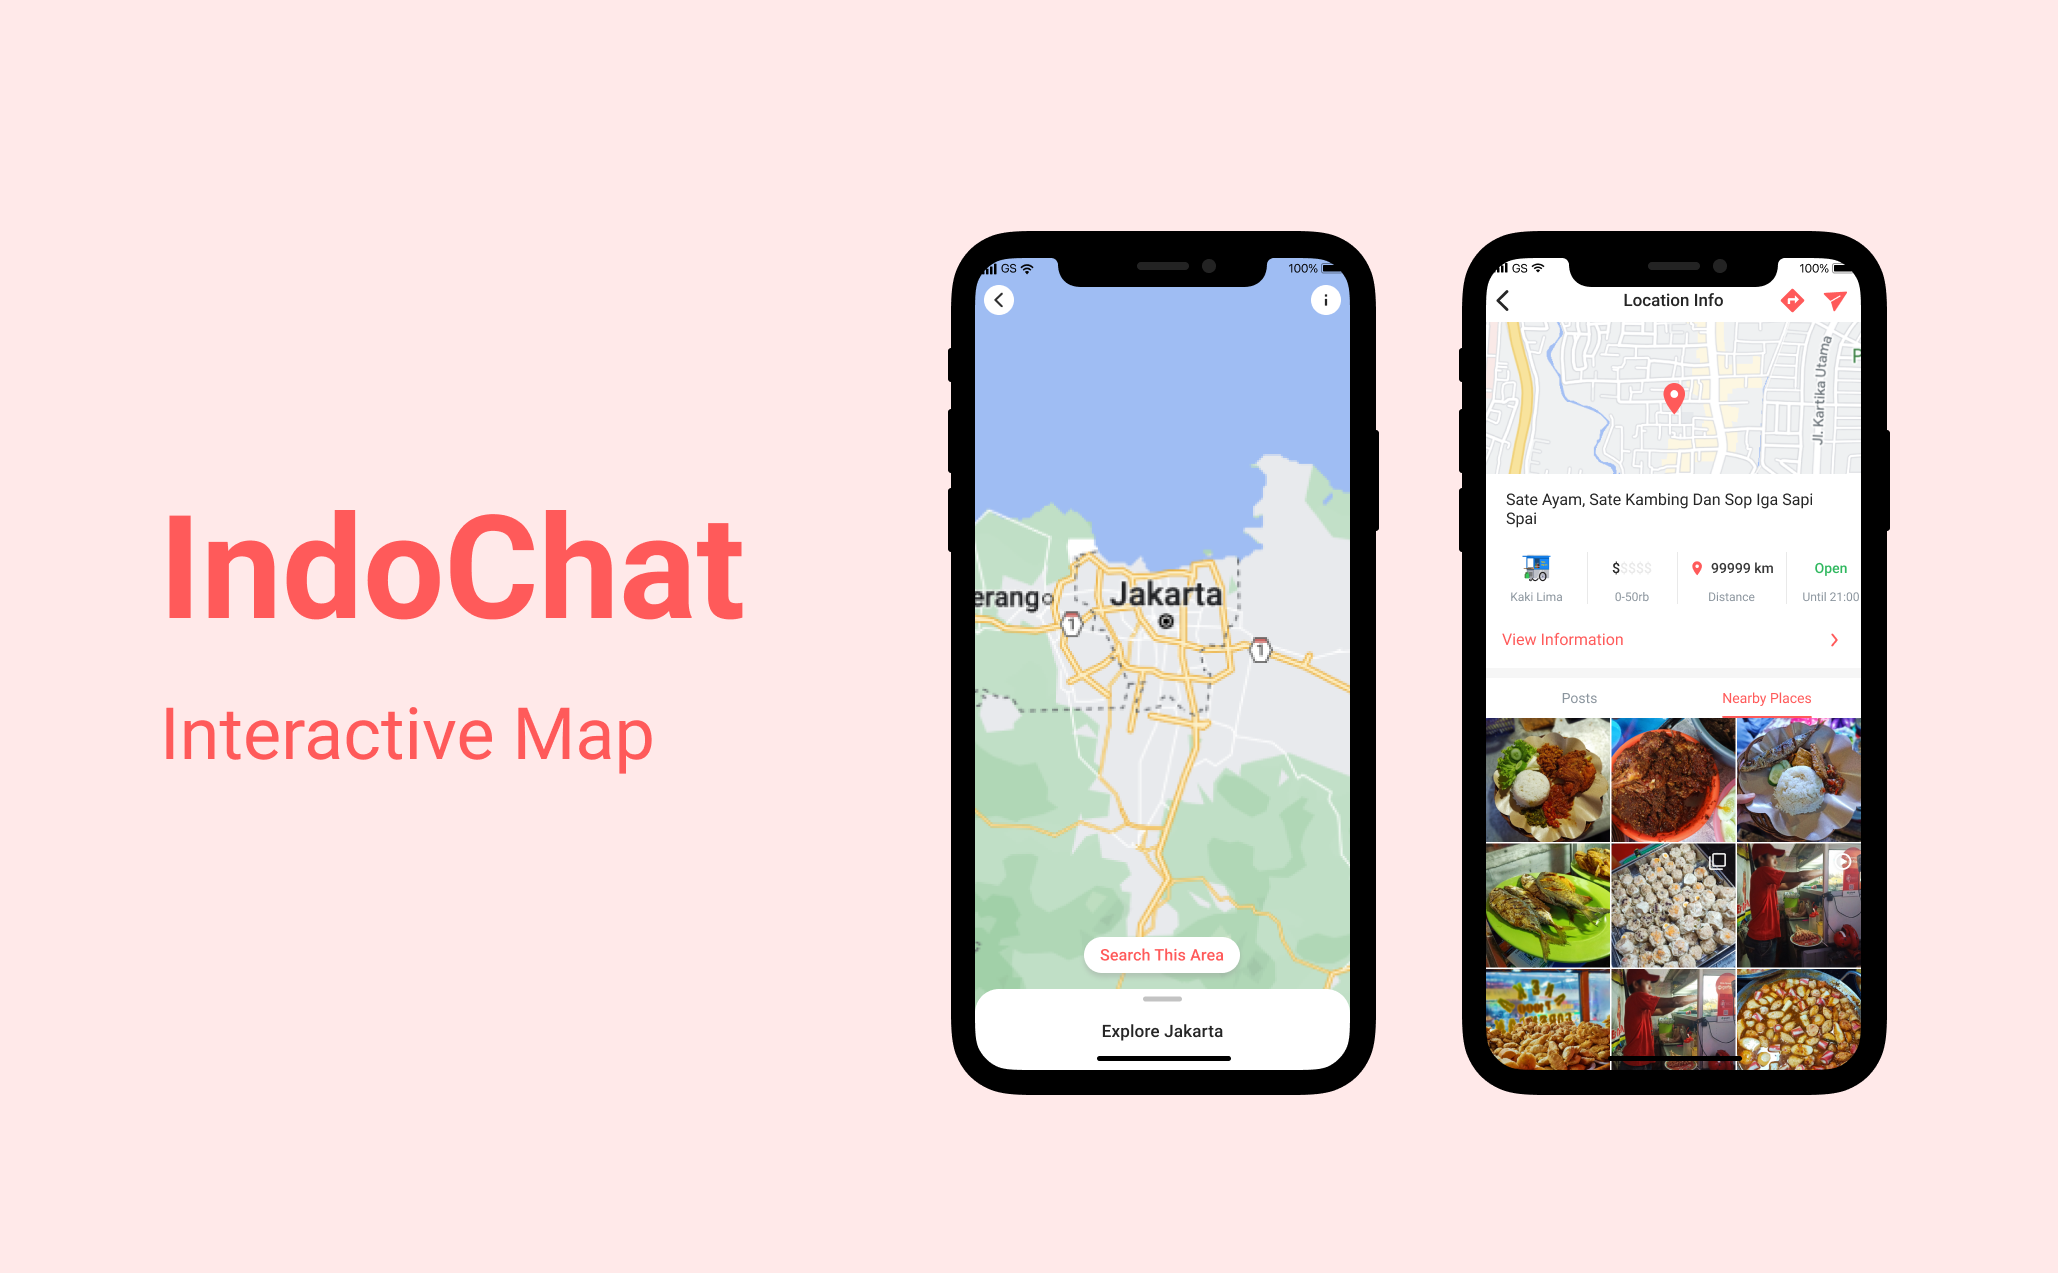 IndoChat
Interactive Map
GS
100%
erang
Jakarta
1
1
Search This Area
Explore Jakarta
GS
100%
Location Info
P
Jl. Kartika Utama
Sate Ayam, Sate Kambing Dan Sop Iga Sapi
Spai
$$$$$
99999 km
Open
Kaki Lima
0-50rb
Distance
Until 21:00
View Information
Posts
Nearby Places